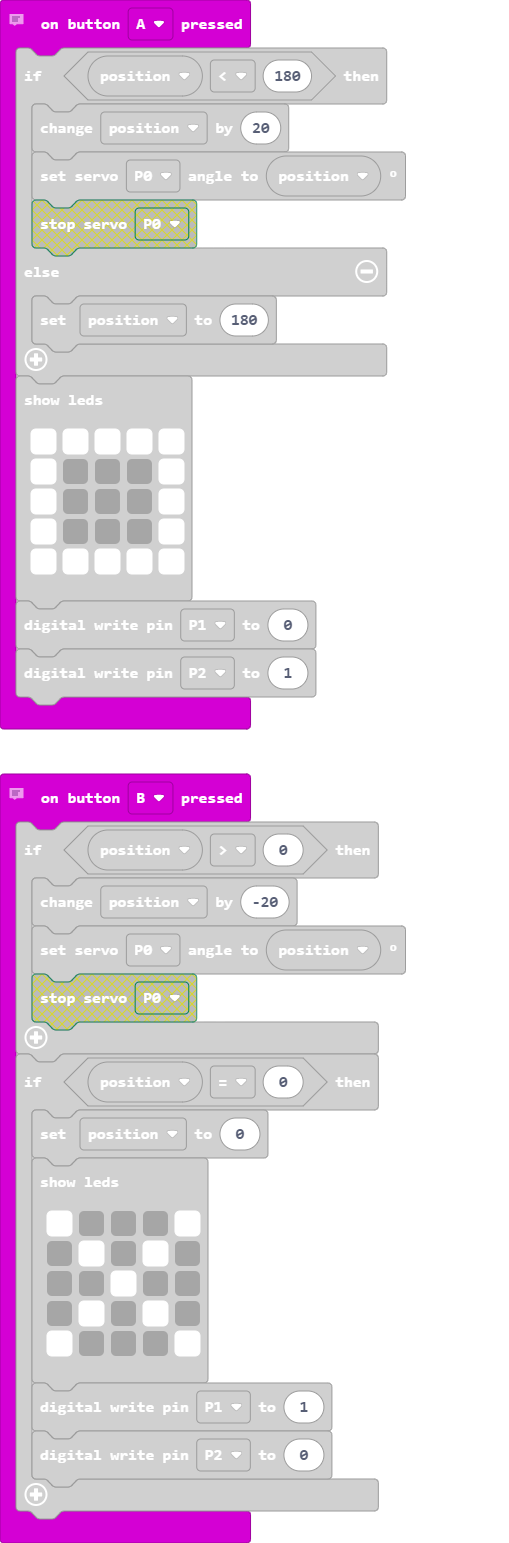 on button A pressed
if position < 180 then
change position by 20
set servo P0 angle to position °
stop servo P0
else
set position to 180
show leds
digital write pin P1 to 0
digital write pin P2 to 1
on button B pressed
if position > 0 then
change position by -20
set servo P0 angle to position °
stop servo P0
if position = 0 then
set position to 0
show leds
digital write pin P1 to 1
digital write pin P2 to 0